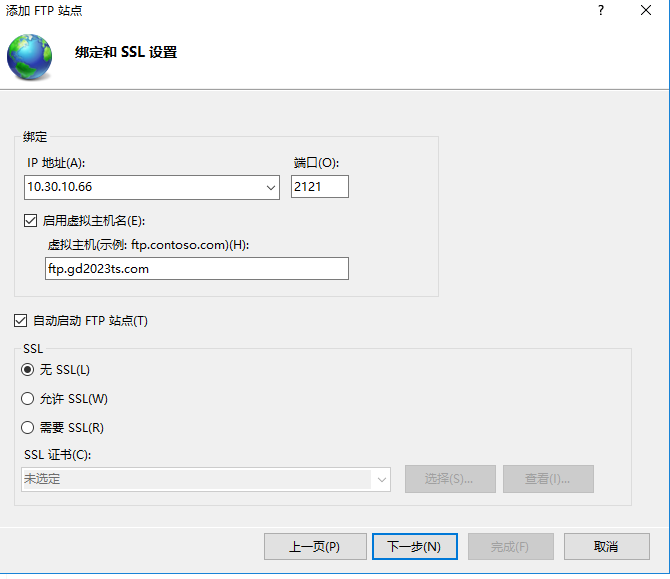 添加 FTP 站点
?
绑定和 SSL 设置
绑定
IP 地址(A):
端口(O):
10.30.10.66
2121
启用虚拟主机名(E):
虚拟主机(示例: ftp.contoso.com)(H):
ftp.gd2023ts.com
自动启动 FTP 站点(T)
SSL
无 SSL(L)
允许 SSL(W)
需要 SSL(R)
SSL 证书(C):
未选定
选择(S)...
查看(I)...
上一页(P)
下一步(N)
完成(F)
取消